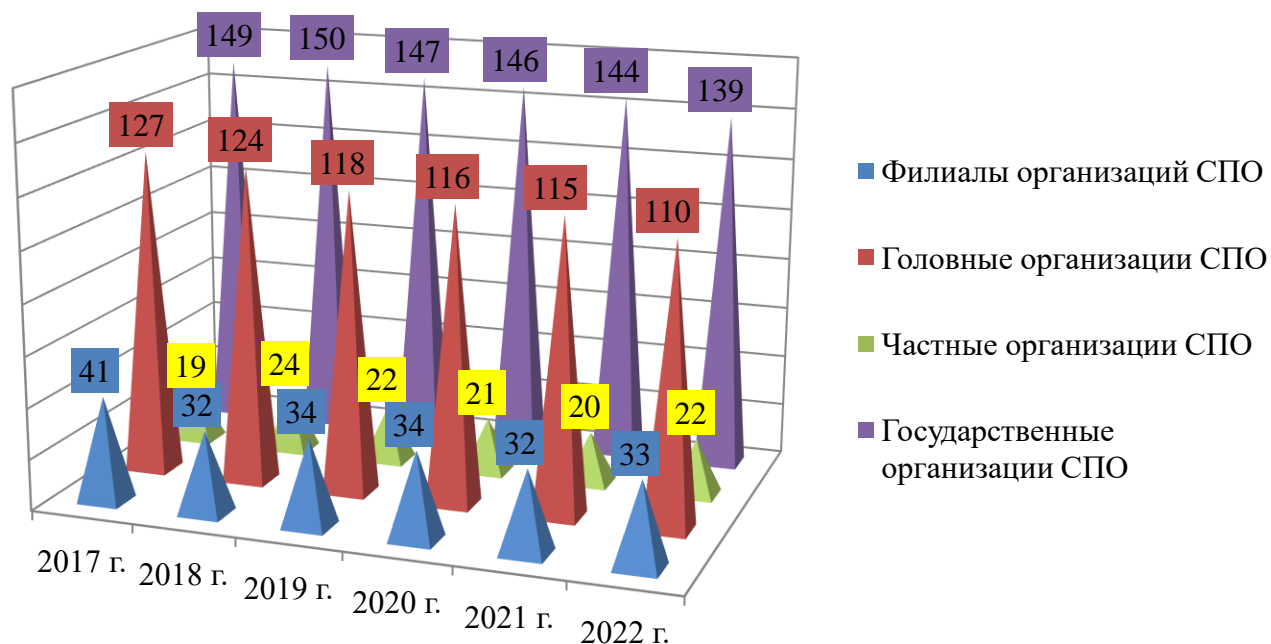 149
150
147
146
144
139
127
124
118
116
115
110
19
24
22
21
20
22
41
32
34
34
32
33
2017 г.
2018 г.
2019 г.
2020 г.
2021 г.
2022 г.
Филиалы организаций СПО
Головные организации СПО
Частные организации СПО
Государственные
организации СПО